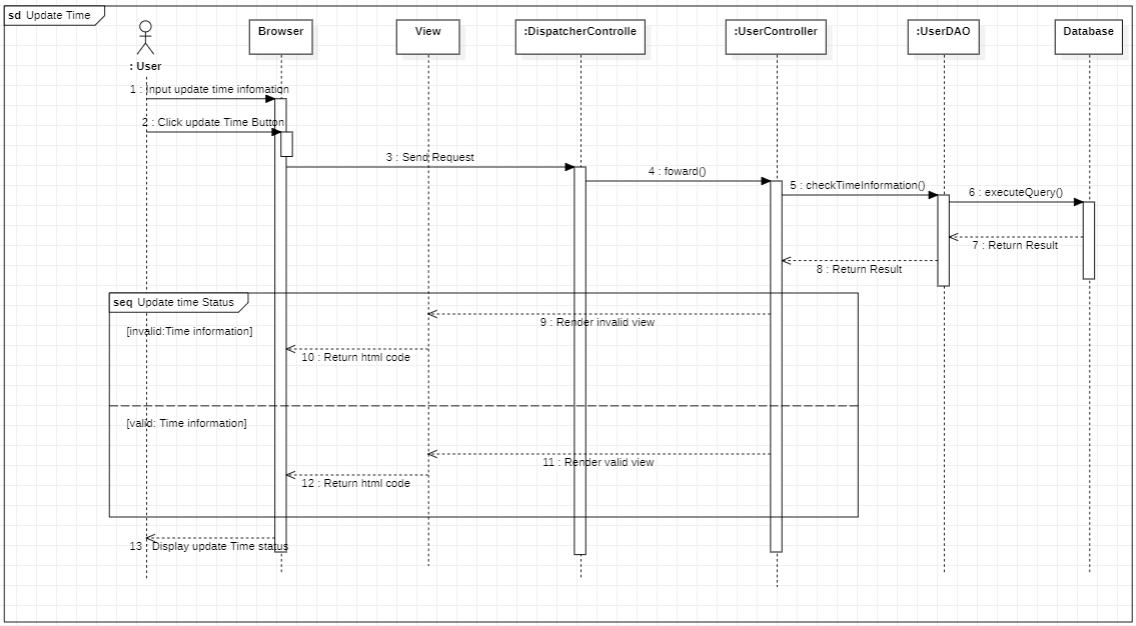 sd Update Time
Browser
View
:DispatcherControlle
:UserController
:UserDAO
Database
: User
1 : Input update time infomation
2 : Click update Time Button
3 : Send Request
4 : foward()
5 : checkTimeInformation()
6 : executeQuery()
7 : Return Result
8 : Return Result
seq Update time Status
[invalid:Time information]
9 : Render invalid view
10 : Return html code
[valid: Time information]
11 : Render valid view
12 : Return html code
13 : Display update Time status